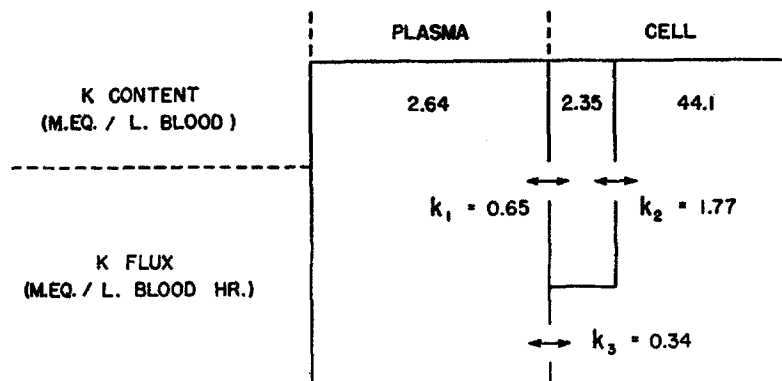 PLASMA CELL
K CONTENT
(M.EQ. / L. BLOOD)
2.64 2.35 44.1
k₁ = 0.65 k₂ = 1.77
K FLUX
(M.EQ. / L. BLOOD HR.)
k₃ = 0.34